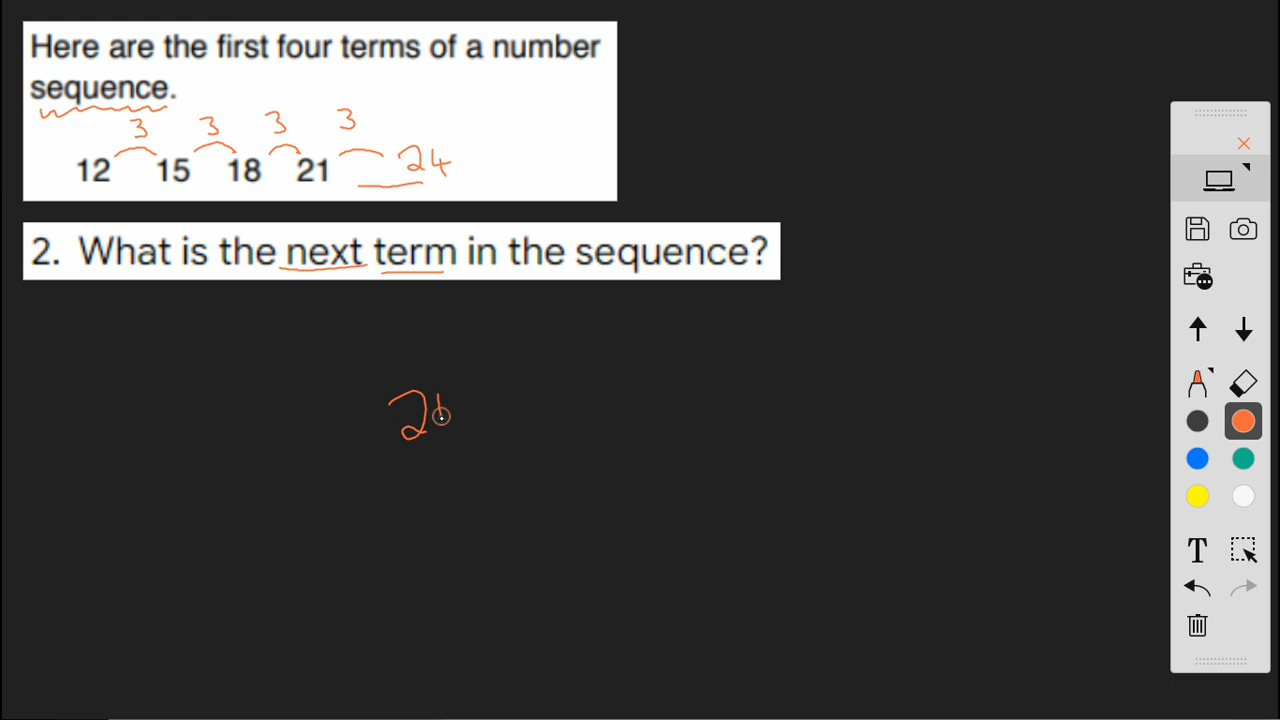 Here are the first four terms of a number
sequence.
3 3 3 3
12 15 18 21 24
2. What is the next term in the sequence?
2
T